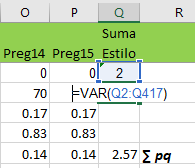 O P Q R
Suma
Preg14 Preg15 Estilo
0 0 2
70 =VAR(Q2:Q417)
0.17 0.17
0.83 0.83
0.14 0.14 2.57 ∑ pq